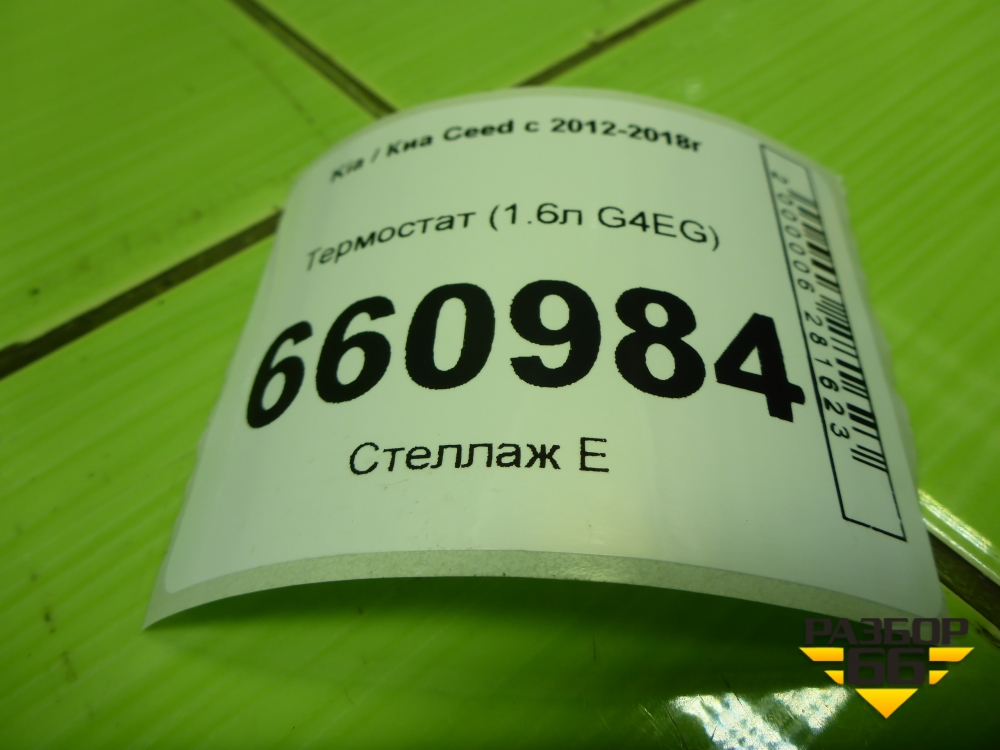 Kia / Киа Ceed с 2012-2018г
Термостат (1.6л G4EG)
660984
Стеллаж Е
2000006281623
РАЗБОР
66